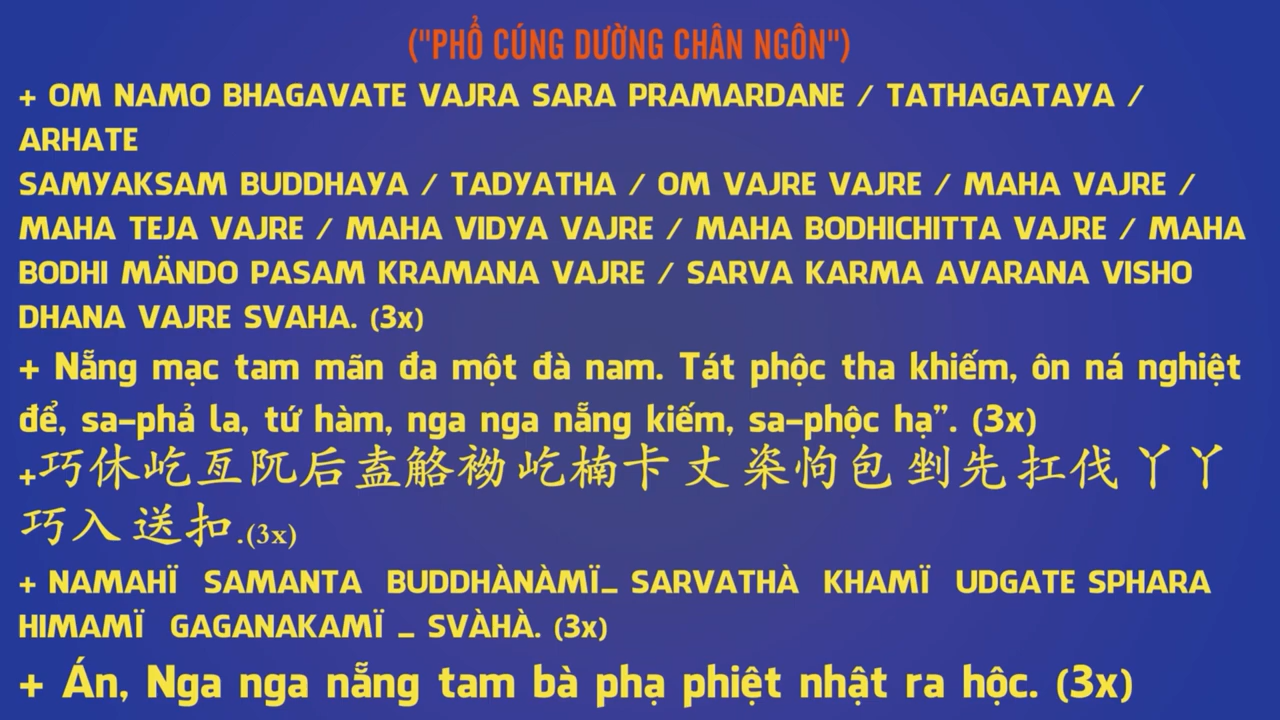 ("PHỔ CÚNG DƯỜNG CHÂN NGÔN")
+ OM NAMO BHAGAVATE VAJRA SARA PRAMARDANE / TATHAGATAYA /
ARHATE
SAMYAKSAM BUDDHAYA / TADYATHA / OM VAJRE VAJRE / MAHA VAJRE /
MAHA TEJA VAJRE / MAHA VIDYA VAJRE / MAHA BODHICHITTA VAJRE / MAHA
BODHI MÄNDO PASAM KRAMANA VAJRE / SARVA KARMA AVARANA VISHO
DHANA VAJRE SVAHA. (3x)
+ Nẵng mạc tam mãn đa một đà nam. Tát phộc tha khiếm, ôn ná nghiệt
để, sa-phả la, tứ hàm, nga nga nẵng kiếm, sa-phộc hạ”. (3x)
+巧休屹亙阢后盍觡袎屹楠卡丈染怐包剉先扛伐丫丫
巧入送扣.(3x)
+ NAMAHÏ SAMANTA BUDDHÀNÀMÏ_ SARVATHÀ KHAMÏ UDGATE SPHARA
HIMAMÏ GAGANAKAMÏ _ SVÀHÀ. (3x)
+ Án, Nga nga nẵng tam bà phạ phiệt nhật ra hộc. (3x)